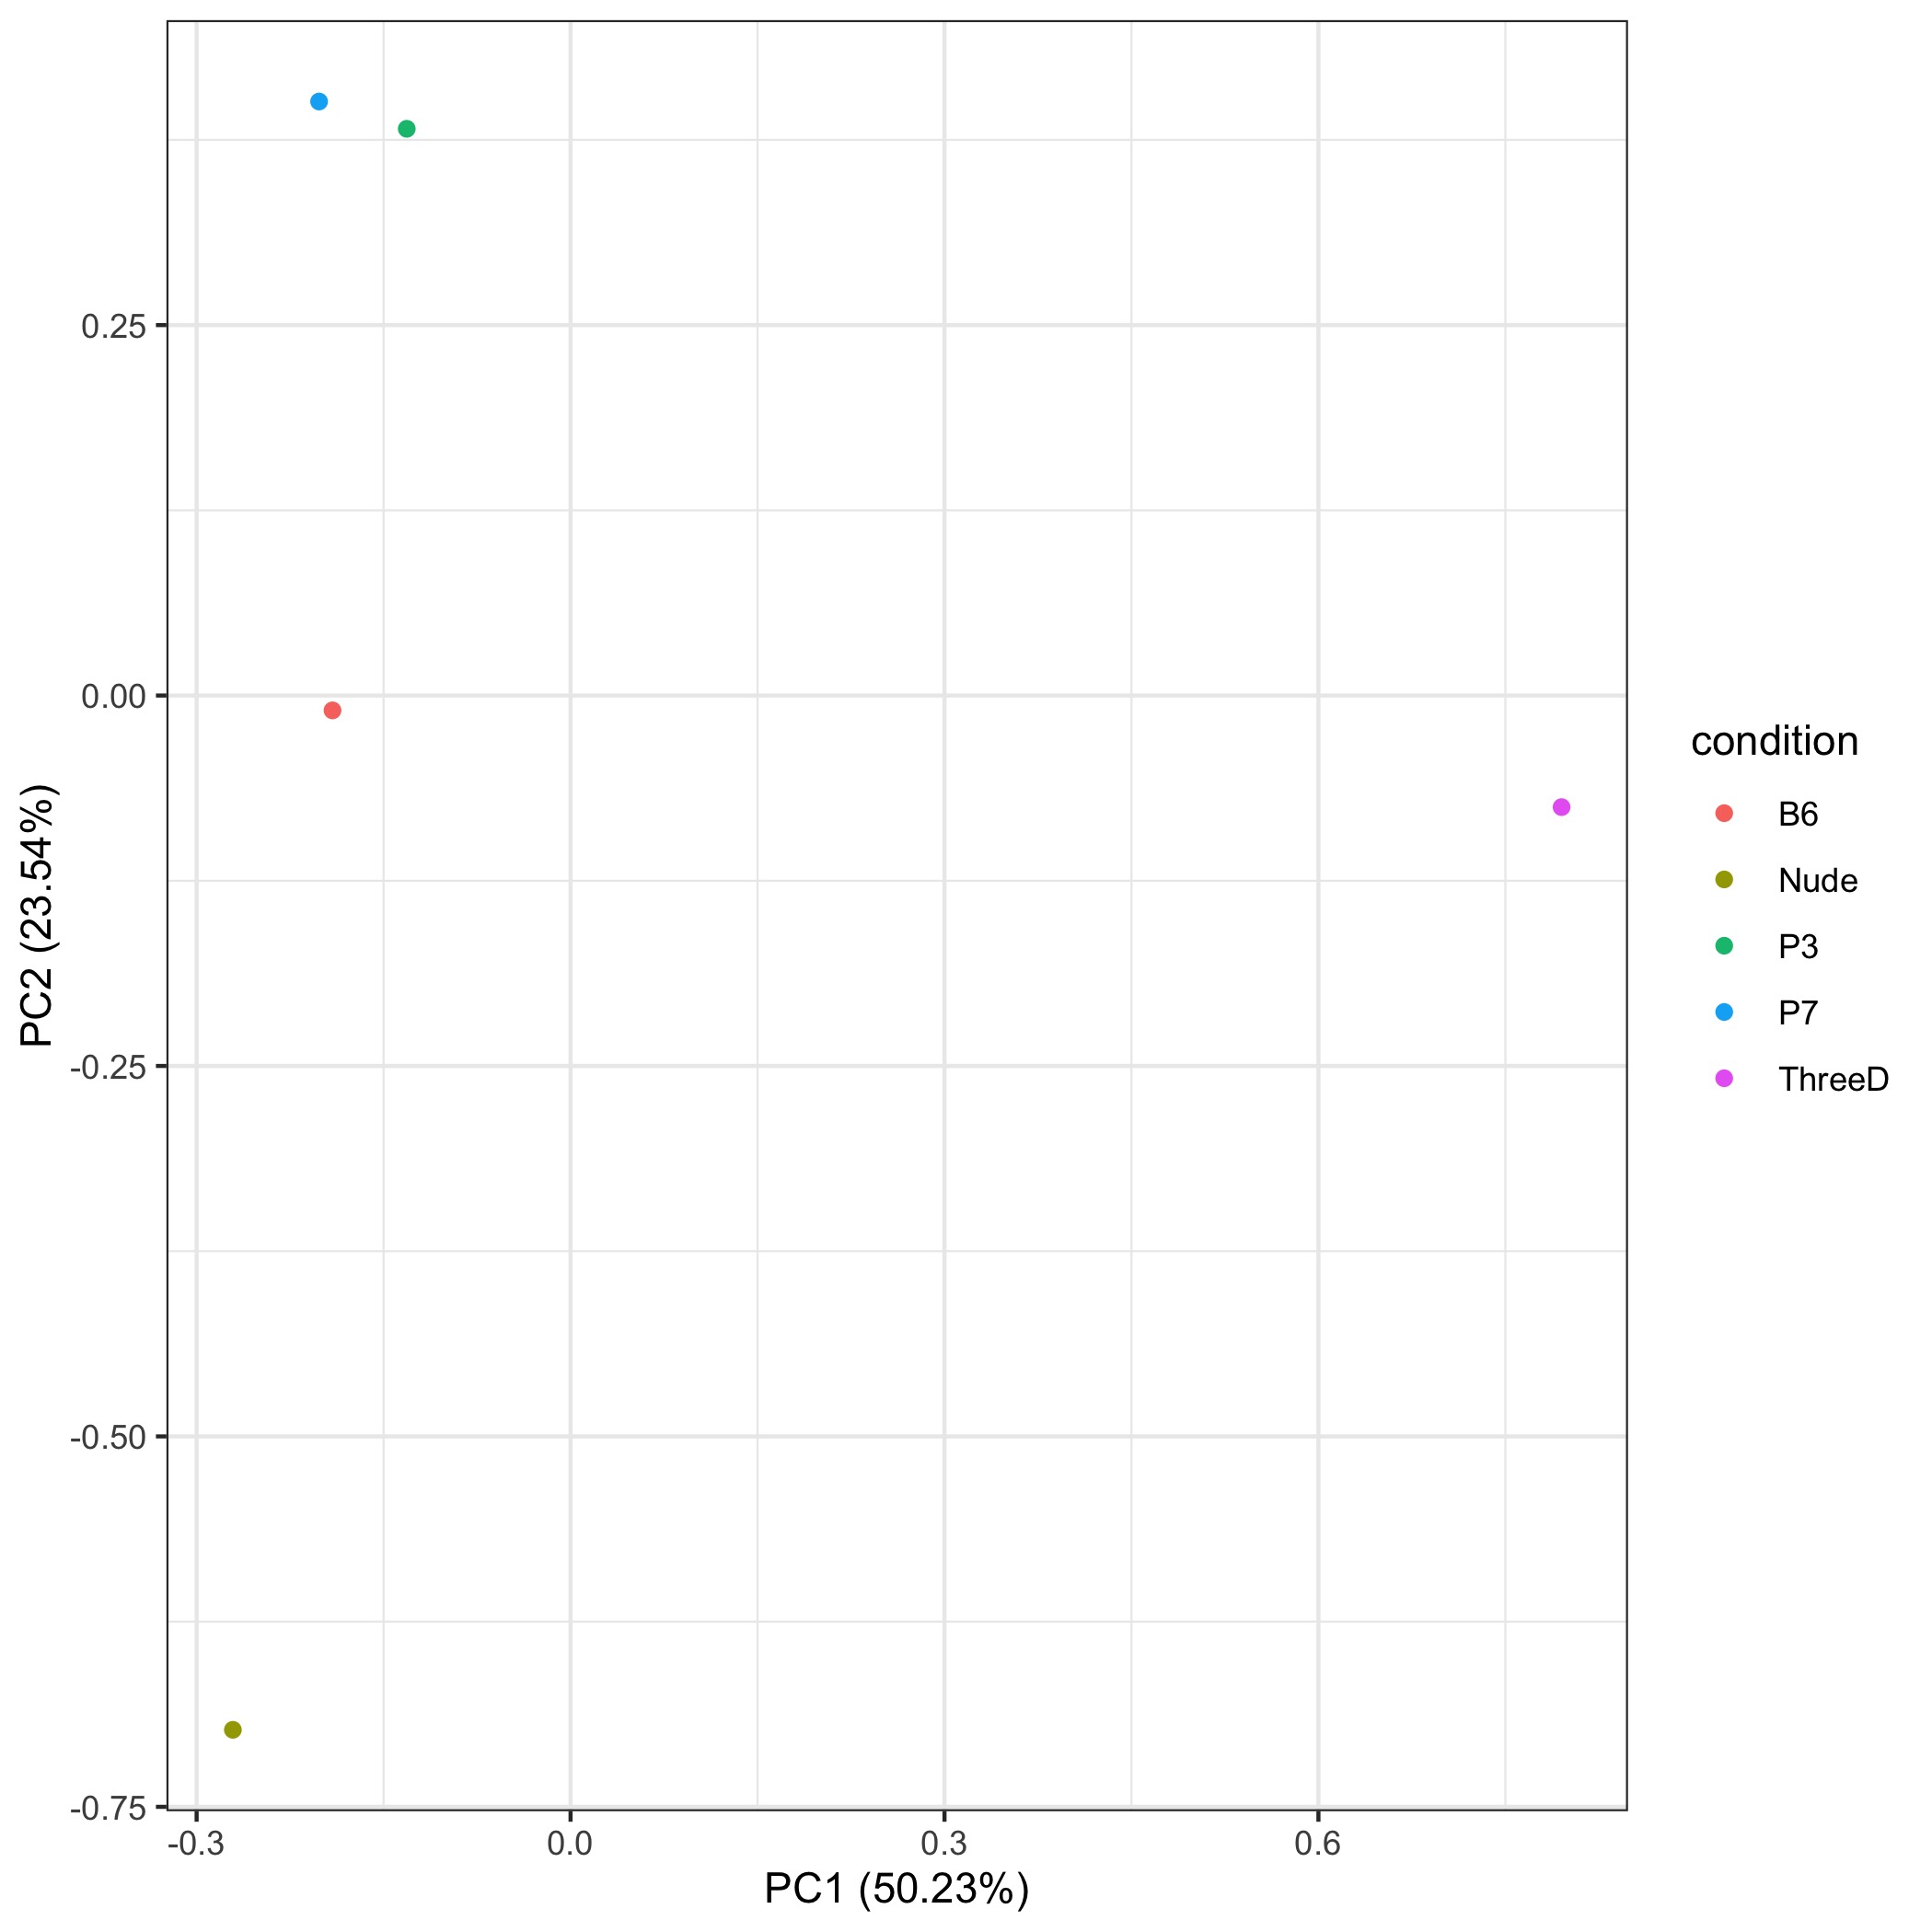 0.25
0.00
-0.25
-0.50
-0.75
PC2 (23.54%)
-0.3
0.0
0.3
0.6
PC1 (50.23%)
condition
B6
Nude
P3
P7
ThreeD